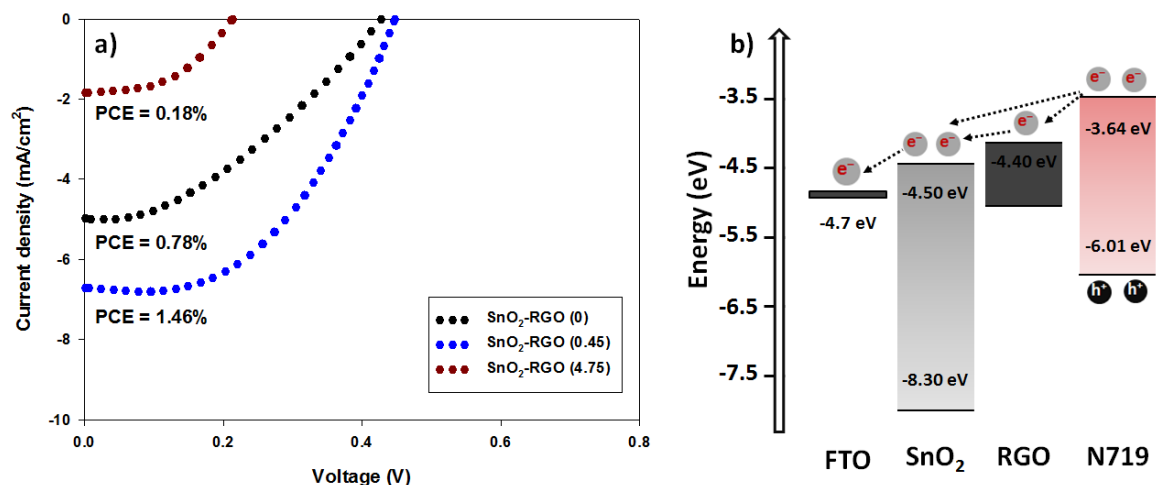 a)
0
-2
-4
-6
-8
-10
Current density (mA/cm²)
PCE = 0.18%
PCE = 0.78%
PCE = 1.46%
SnO₂-RGO (0)
SnO₂-RGO (0.45)
SnO₂-RGO (4.75)
0.0 0.2 0.4 0.6 0.8
Voltage (V)
b)
Energy (eV)
-3.5
-4.5
-5.5
-6.5
-7.5
e⁻ e⁻
e⁻
e⁻ e⁻
e⁻
-3.64 eV
-4.40 eV
-4.50 eV
-4.7 eV
-6.01 eV
h⁺ h⁺
-8.30 eV
FTO SnO₂ RGO N719